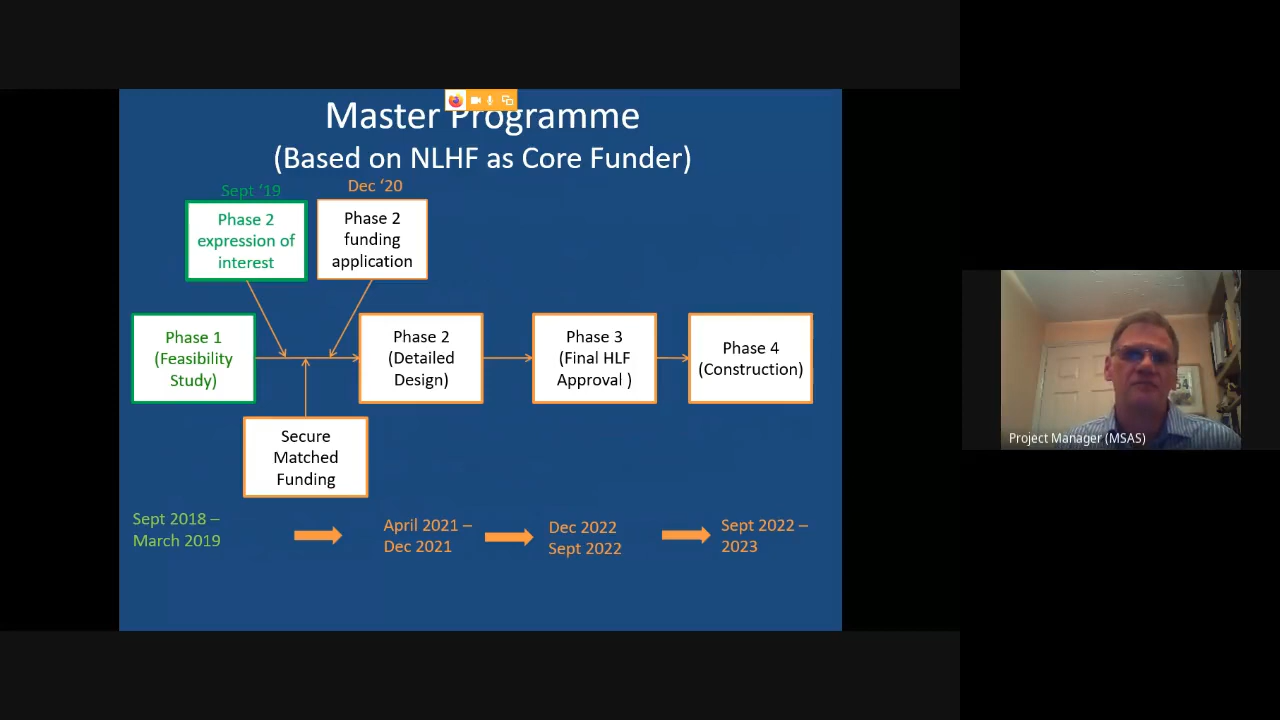 Master Programme
(Based on NLHF as Core Funder)
Sept ‘19
Dec ‘20
Phase 2
expression of
interest
Phase 2
funding
application
Phase 1
(Feasibility
Study)
Phase 2
(Detailed
Design)
Phase 3
(Final HLF
Approval )
Phase 4
(Construction)
Secure
Matched
Funding
Sept 2018 –
March 2019
April 2021 –
Dec 2021
Dec 2022
Sept 2022
Sept 2022 –
2023
Project Manager (MSAS)